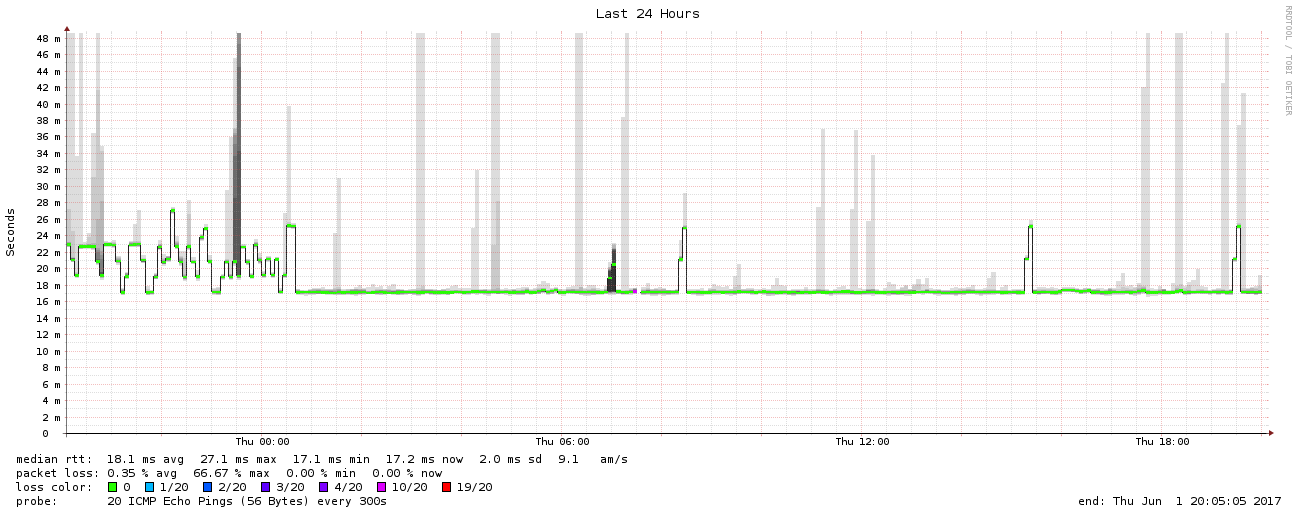 Last 24 Hours
RRDTOOL / TOBI OETIKER
Seconds
48 m
46 m
44 m
42 m
40 m
38 m
36 m
34 m
32 m
30 m
28 m
26 m
24 m
22 m
20 m
18 m
16 m
14 m
12 m
10 m
8 m
6 m
4 m
2 m
0
Thu 00:00 Thu 06:00 Thu 12:00 Thu 18:00
median rtt: 18.1 ms avg 27.1 ms max 17.1 ms min 17.2 ms now 2.0 ms sd 9.1 am/s
packet loss: 0.35 % avg 66.67 % max 0.00 % min 0.00 % now
loss color: 0 1/20 2/20 3/20 4/20 10/20 19/20
probe: 20 ICMP Echo Pings (56 Bytes) every 300s end: Thu Jun 1 20:05:05 2017